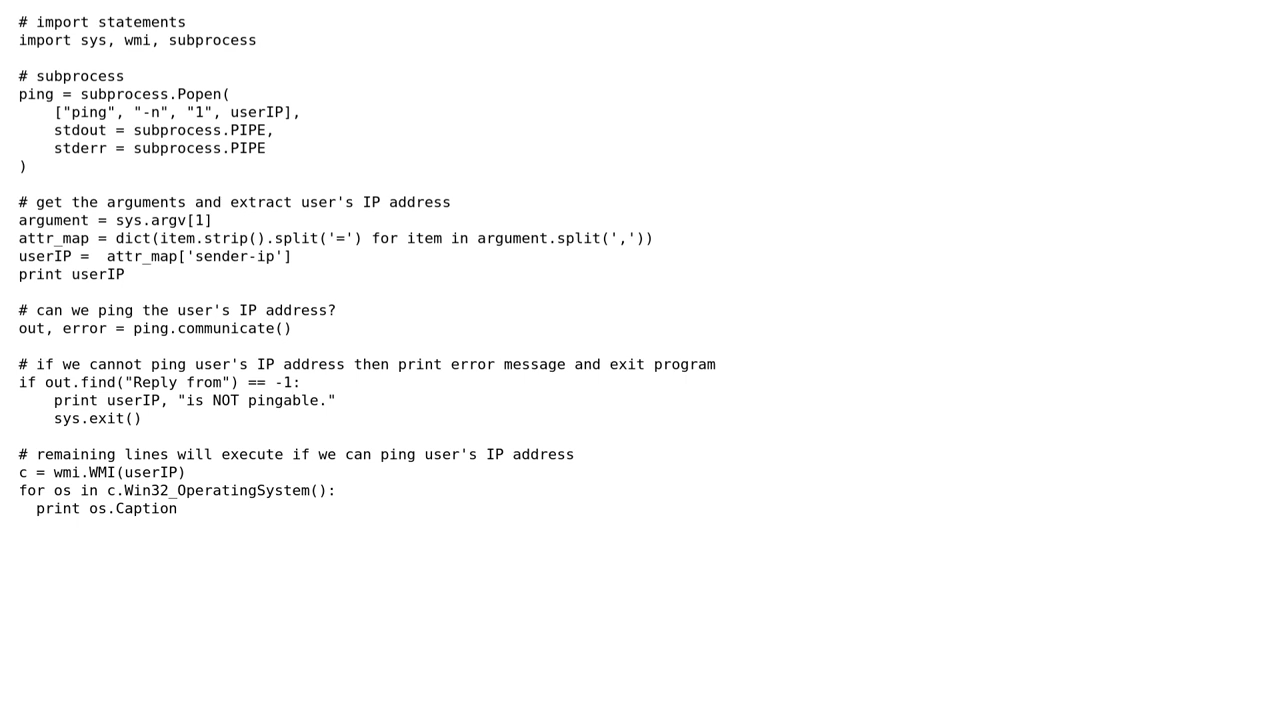 # import statements
import sys, wmi, subprocess

# subprocess
ping = subprocess.Popen(
    ["ping", "-n", "1", userIP],
    stdout = subprocess.PIPE,
    stderr = subprocess.PIPE
)

# get the arguments and extract user's IP address
argument = sys.argv[1]
attr_map = dict(item.strip().split('=') for item in argument.split(','))
userIP =  attr_map['sender-ip']
print userIP

# can we ping the user's IP address?
out, error = ping.communicate()

# if we cannot ping user's IP address then print error message and exit program
if out.find("Reply from") == -1:
    print userIP, "is NOT pingable."
    sys.exit()

# remaining lines will execute if we can ping user's IP address
c = wmi.WMI(userIP)
for os in c.Win32_OperatingSystem():
  print os.Caption